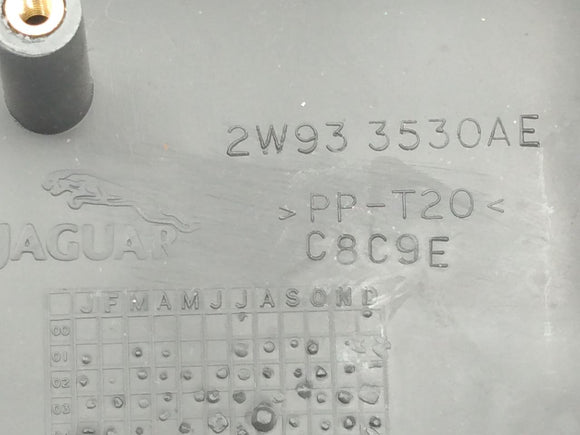 2W93 3530AE
>PP-T20<
JAGUAR
C8C9E
J F M A M J J A S O N D
00
01
02
03